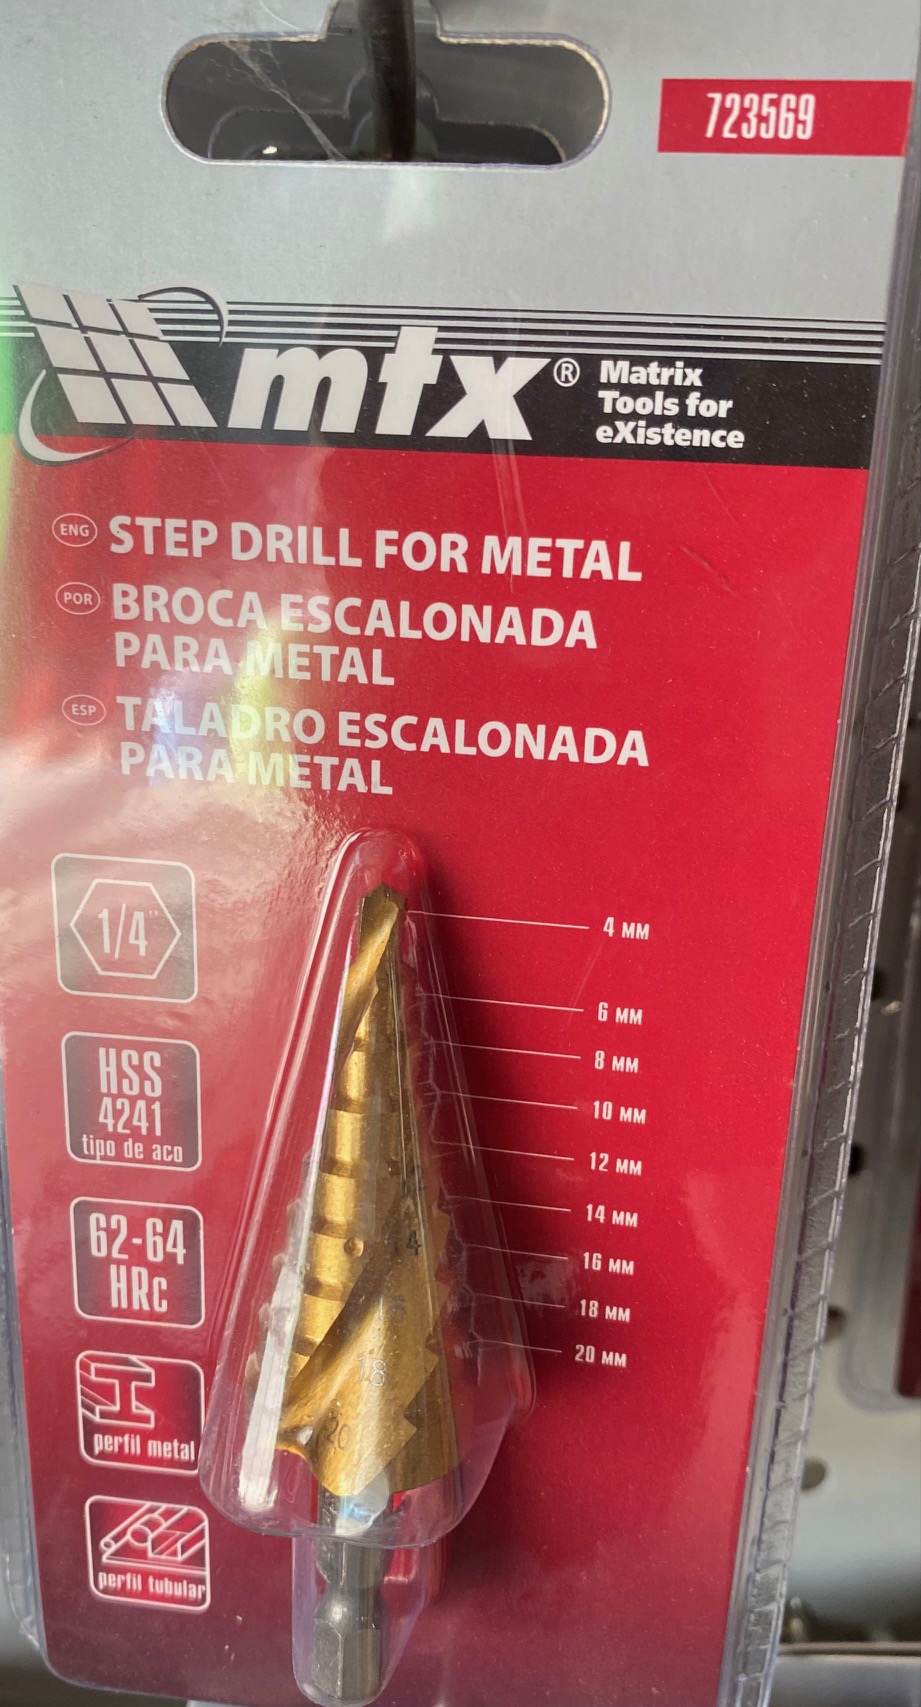 723569
mtx® Matrix
Tools for
eXistence
ENG STEP DRILL FOR METAL
POR BROCA ESCALONADA
PARA METAL
ESP TALADRO ESCALONADA
PARA METAL
1/4"
HSS
4241
tipo de aco
62-64
HRc
perfil metal
perfil tubular
4 MM
6 MM
8 MM
10 MM
12 MM
14 MM
16 MM
18 MM
20 MM
18
20